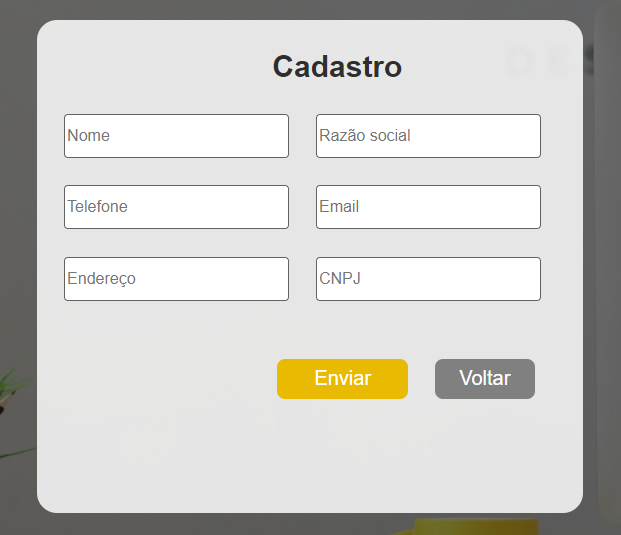 Cadastro
Nome
Razão social
Telefone
Email
Endereço
CNPJ
Enviar
Voltar